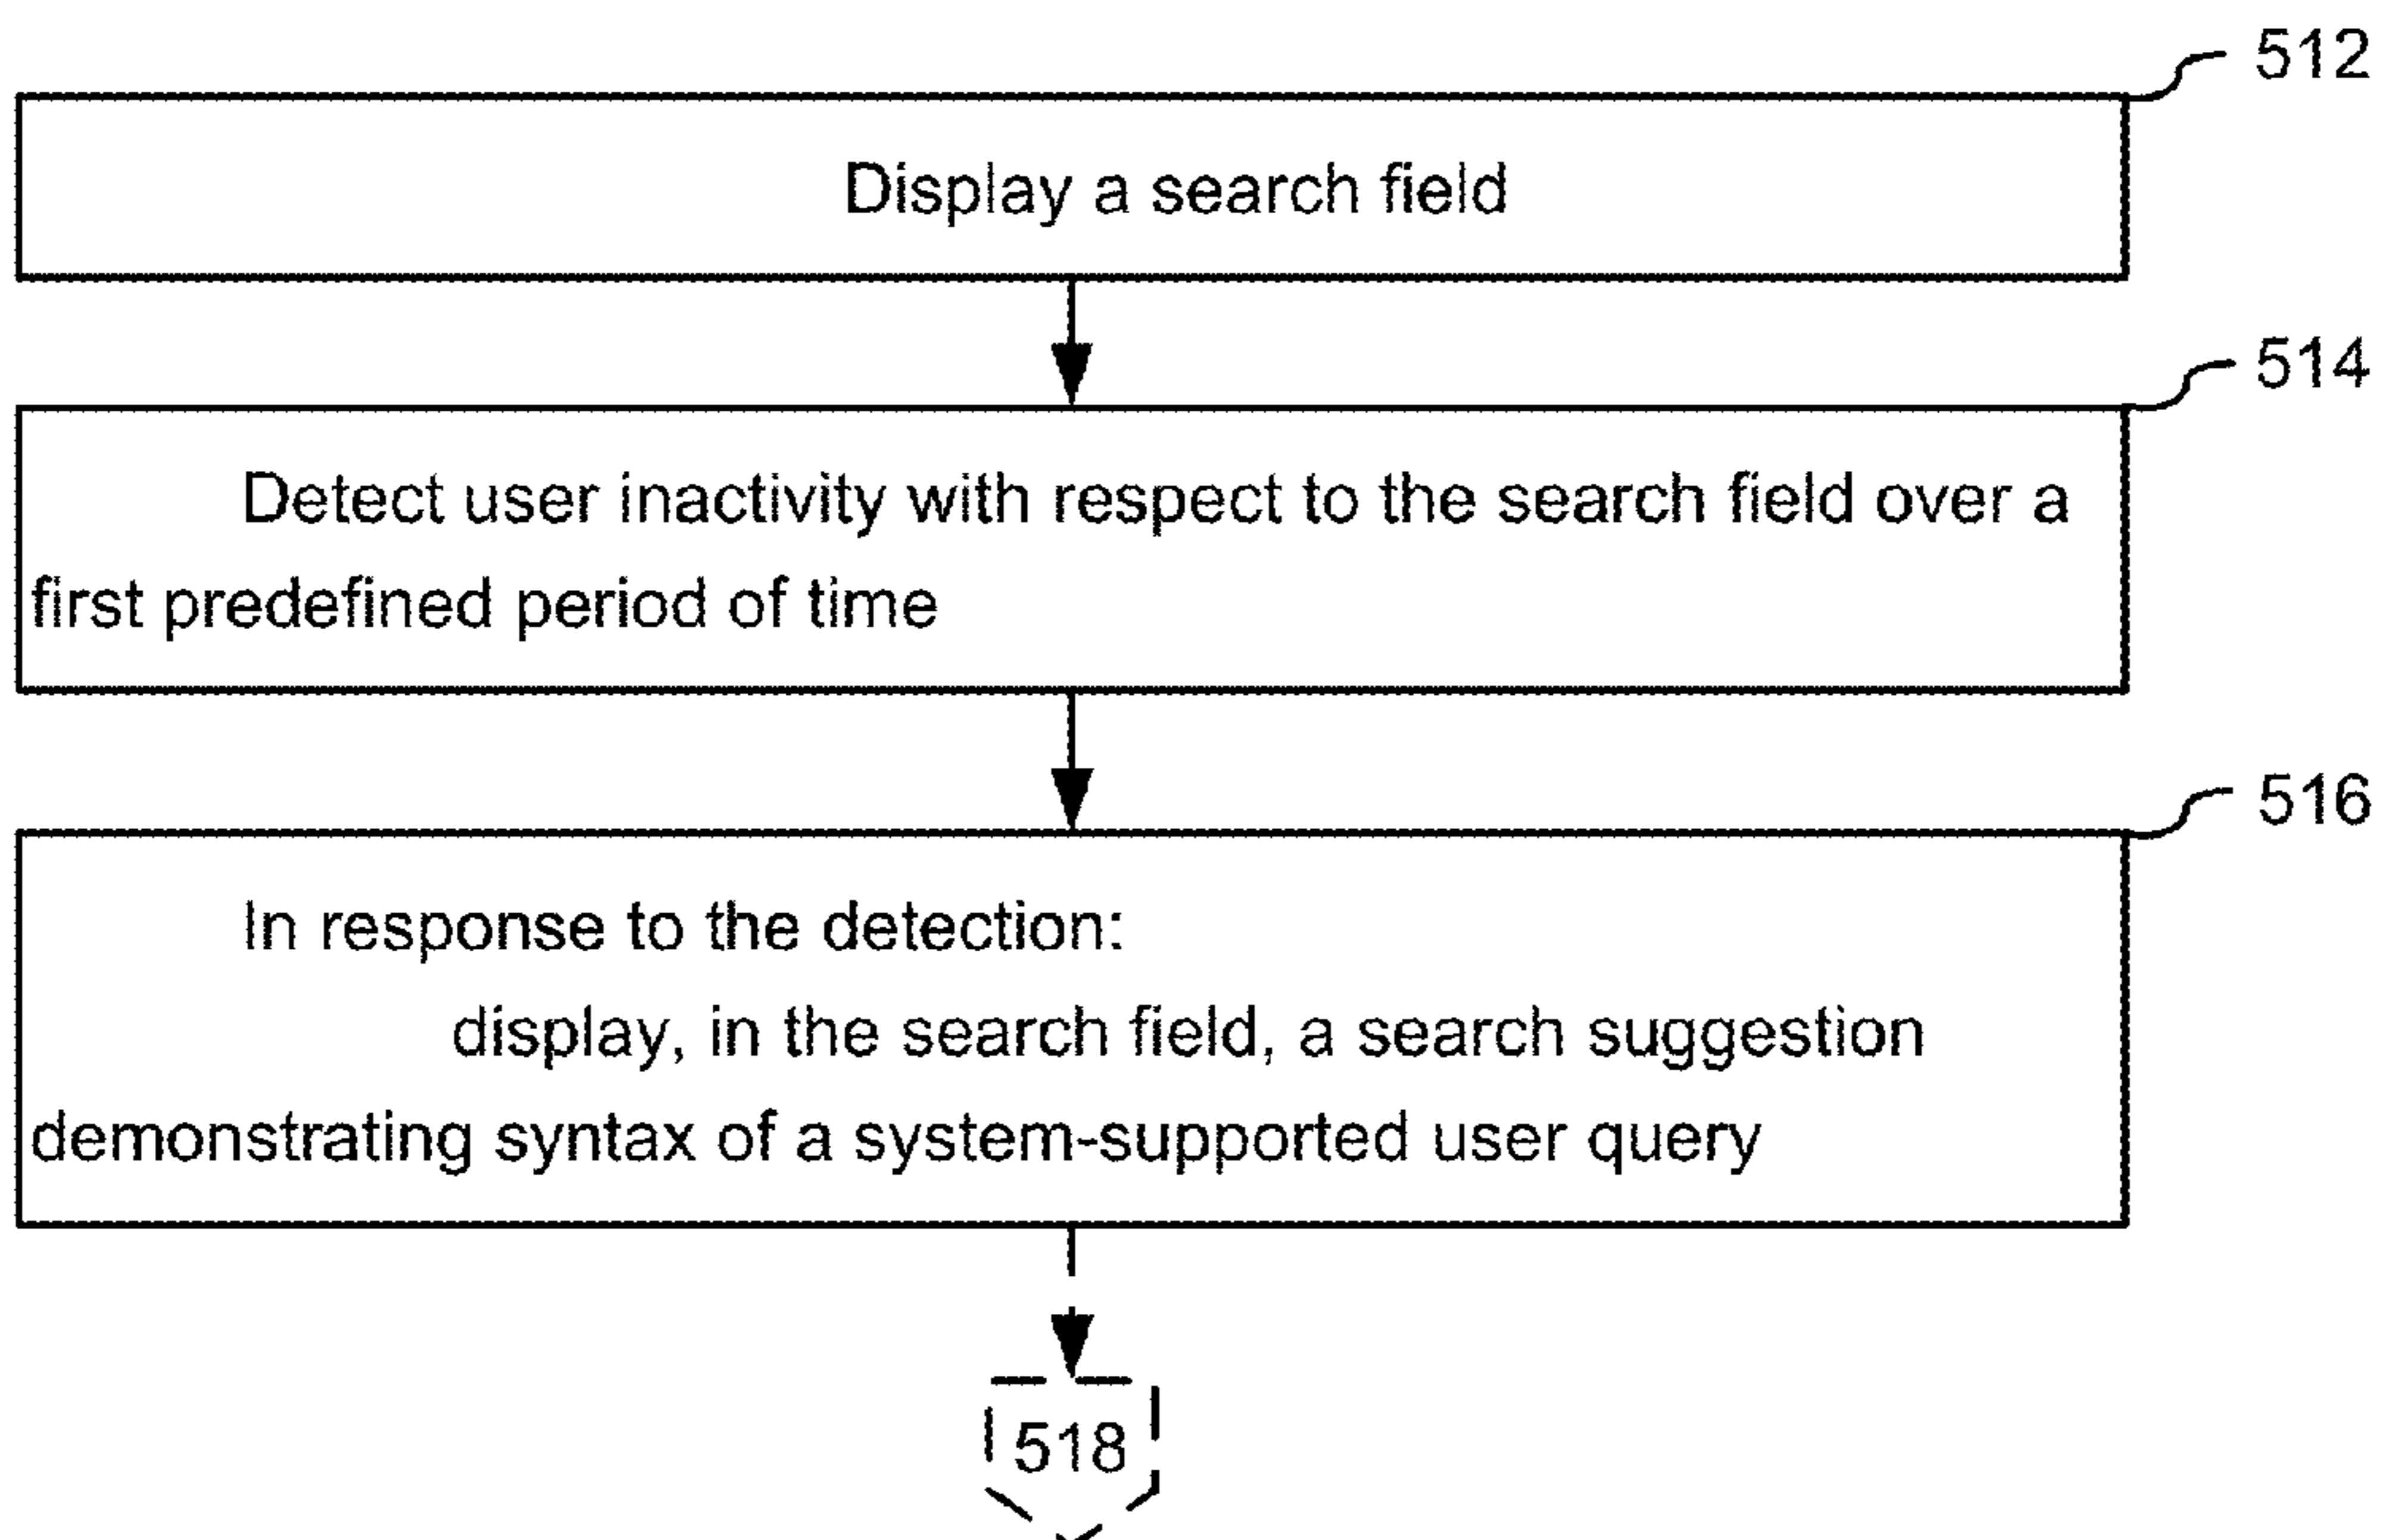 512
Display a search field
514
Detect user inactivity with respect to the search field over a
first predefined period of time
516
In response to the detection:
display, in the search field, a search suggestion
demonstrating syntax of a system-supported user query
518